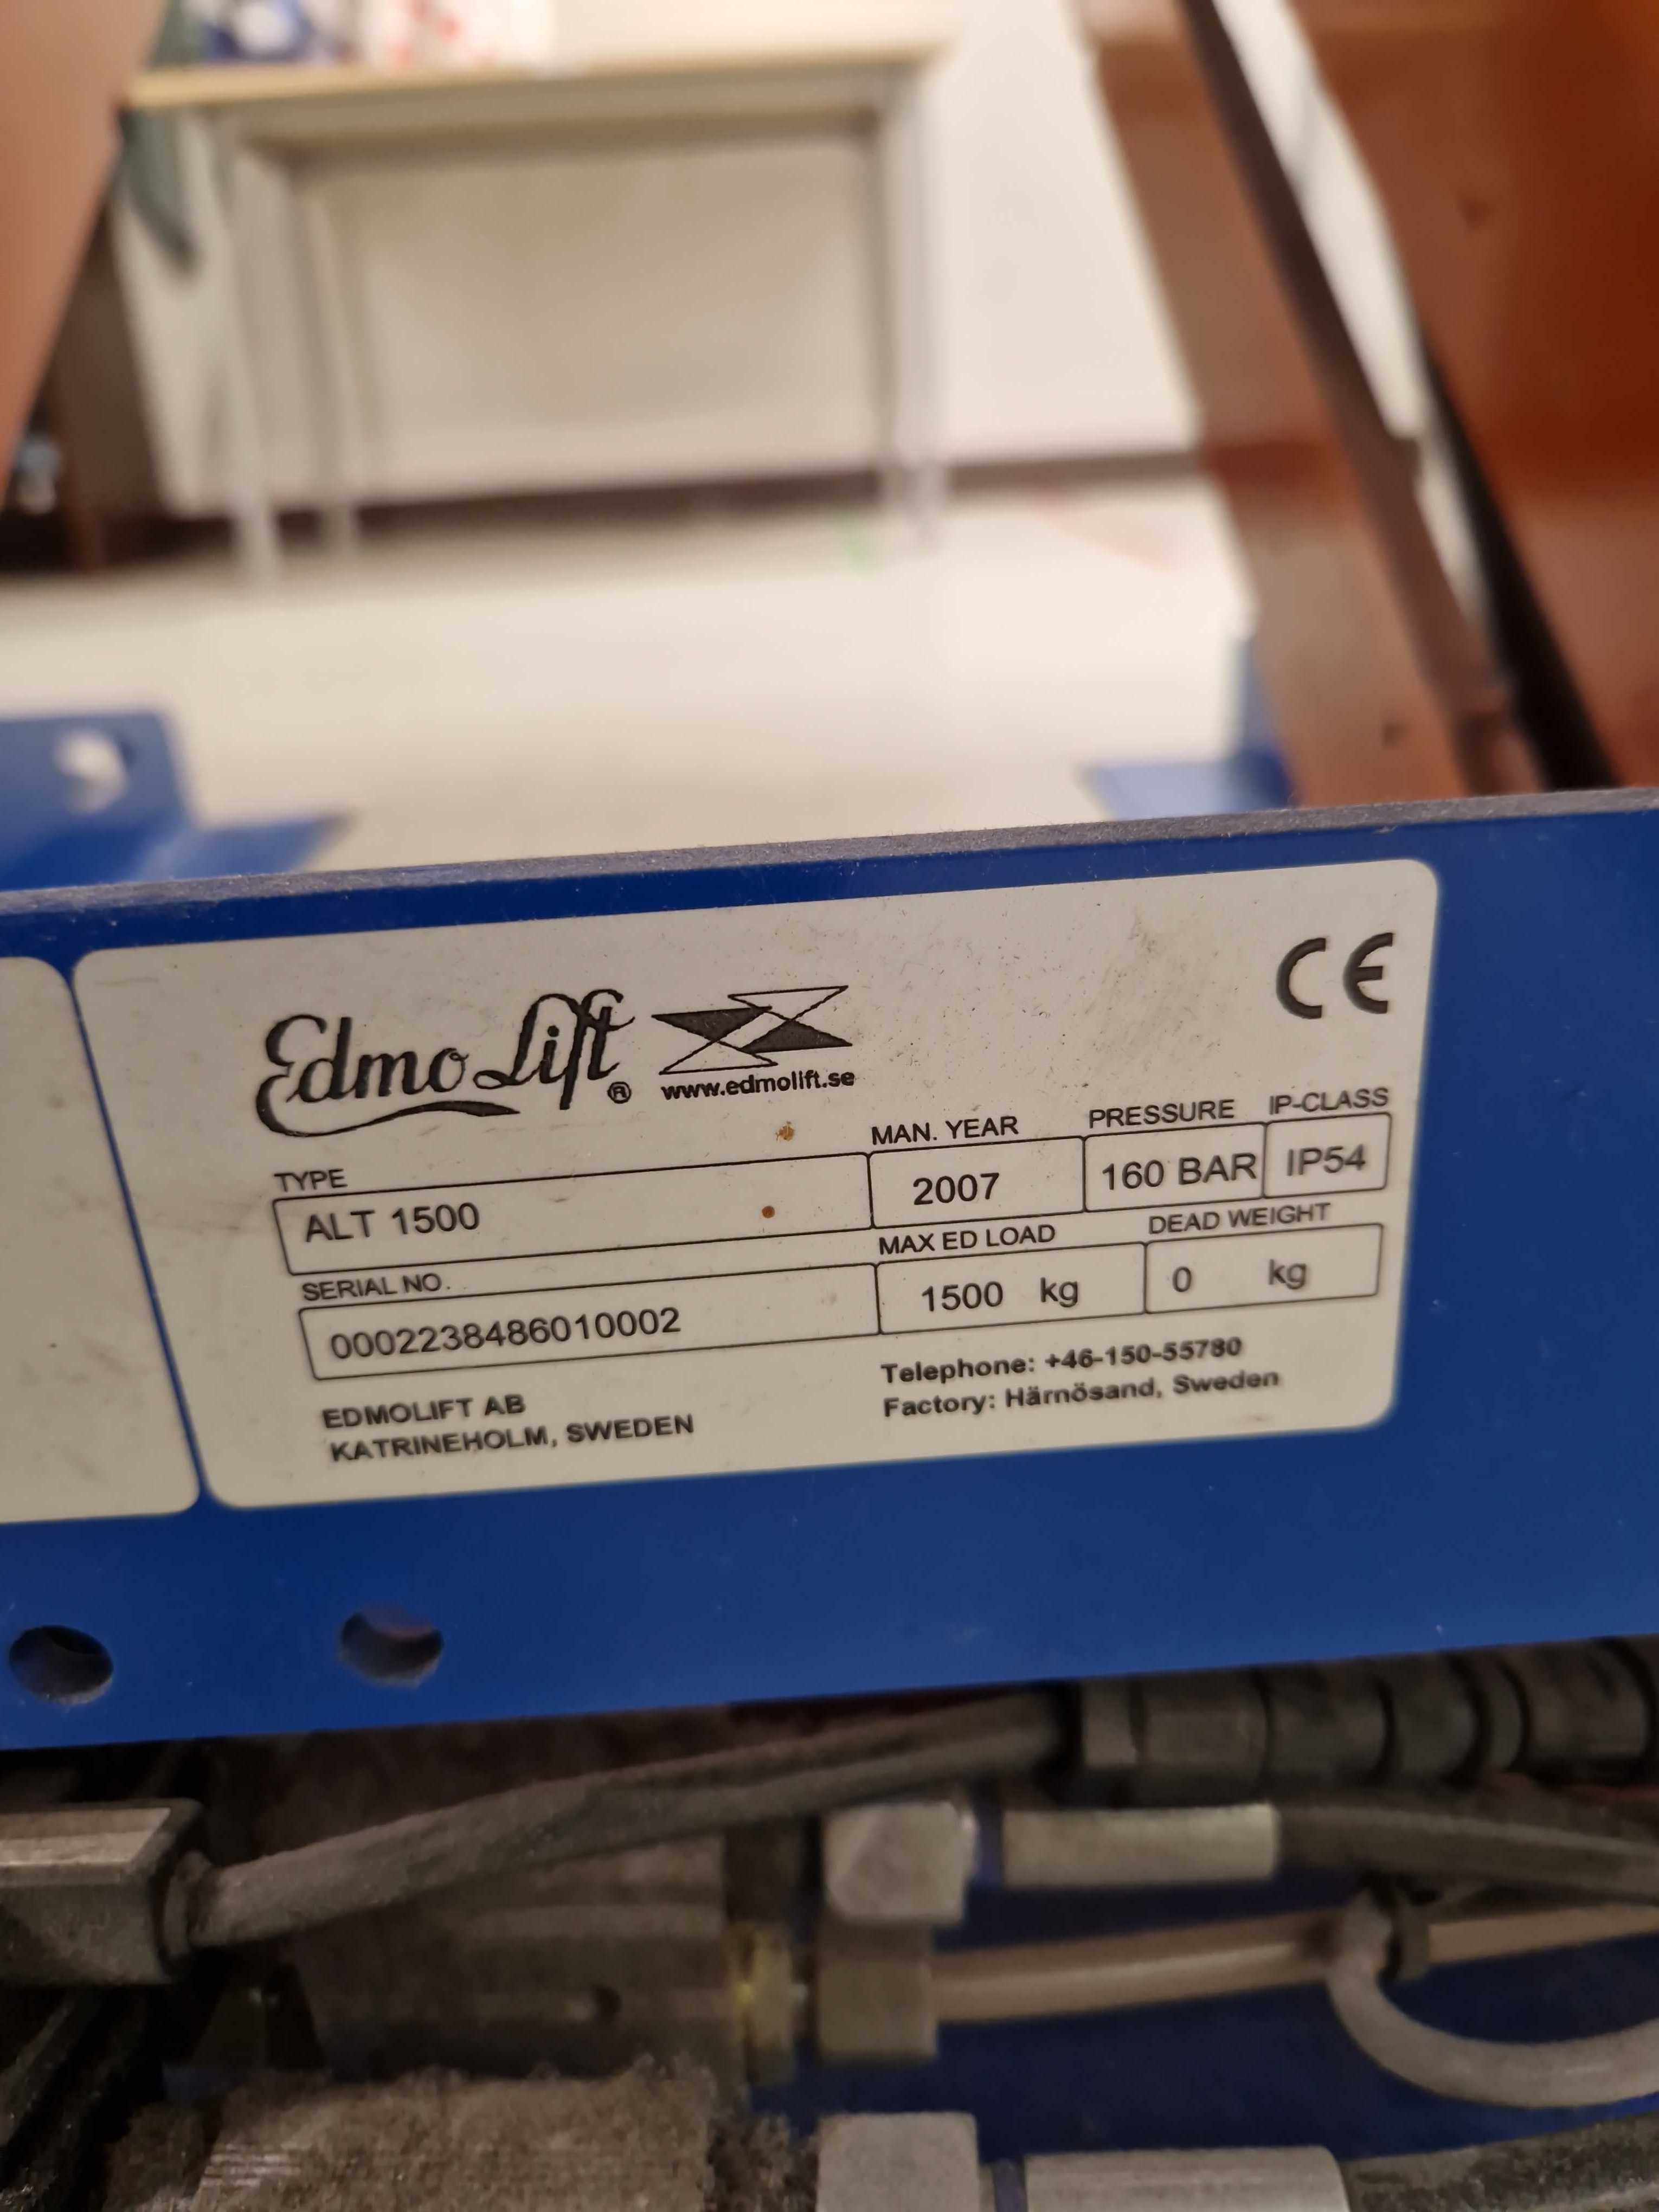 Edmo Lift ®
www.edmolift.se
CE
TYPE
ALT 1500
MAN. YEAR
2007
PRESSURE
160 BAR
IP-CLASS
IP54
SERIAL NO.
0002238486010002
MAX ED LOAD
1500 kg
DEAD WEIGHT
0 kg
EDMOLIFT AB
KATRINEHOLM, SWEDEN
Telephone: +46-150-55780
Factory: Härnösand, Sweden